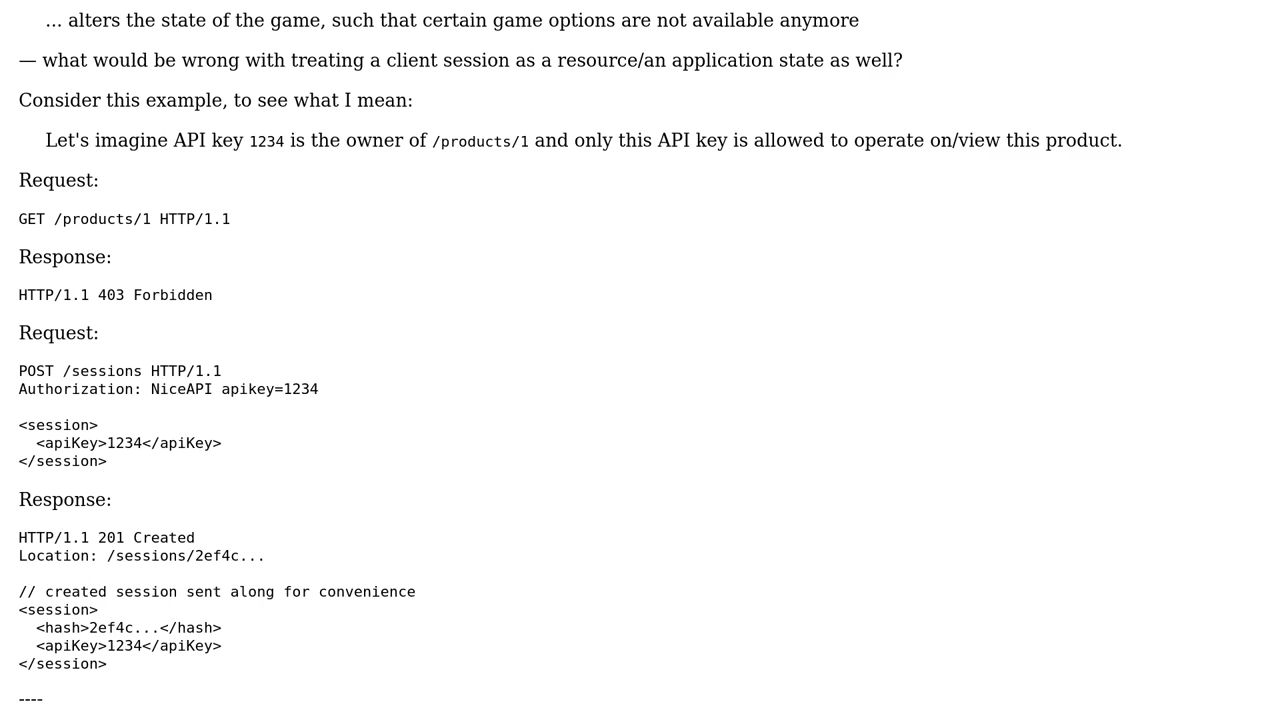 ... alters the state of the game, such that certain game options are not available anymore
— what would be wrong with treating a client session as a resource/an application state as well?
Consider this example, to see what I mean:
Let's imagine API key 1234 is the owner of /products/1 and only this API key is allowed to operate on/view this product.
Request:
GET /products/1 HTTP/1.1
Response:
HTTP/1.1 403 Forbidden
Request:
POST /sessions HTTP/1.1
Authorization: NiceAPI apikey=1234
<session>
  <apiKey>1234</apiKey>
</session>
Response:
HTTP/1.1 201 Created
Location: /sessions/2ef4c...
// created session sent along for convenience
<session>
  <hash>2ef4c...</hash>
  <apiKey>1234</apiKey>
</session>
----